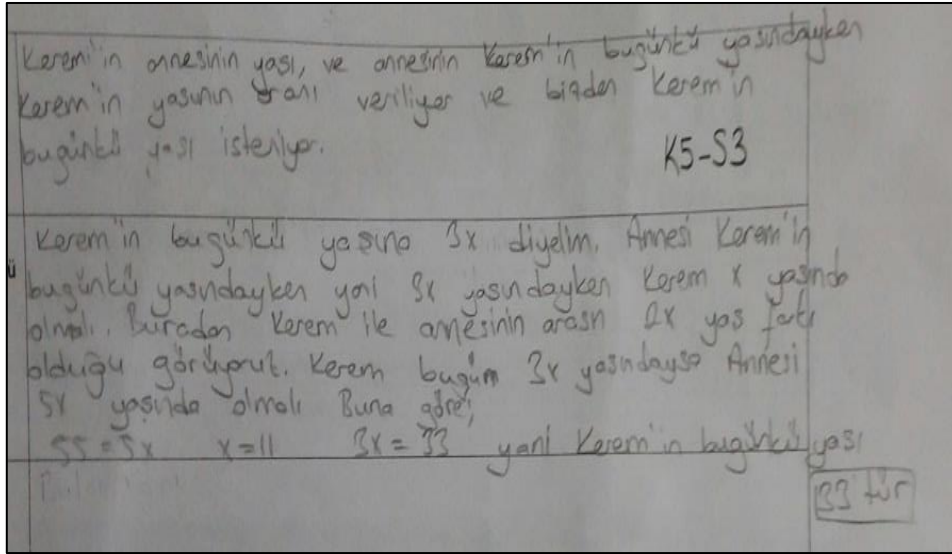 Kerem'in annesinin yaşı, ve annesinin Kerem'in bugünkü yaşındayken
Kerem'in yaşının oranı veriliyor ve bizden Kerem'in
bugünkü yaşı isteniyor.
K5-S3
Kerem'in bugünkü yaşına 3x diyelim. Annesi Kerem'in
ü
bugünkü yaşındayken yani 3x yaşındayken Kerem x yaşında
olmalı. Buradan Kerem ile annesinin arasın 2x yaş farkı
olduğu görüyoruz. Kerem bugün 3x yaşındaysa Annesi
5x yaşında olmalı Buna göre;
55=5x x=11 3x=33 yani Kerem'in bugünkü yaşı
33 tür